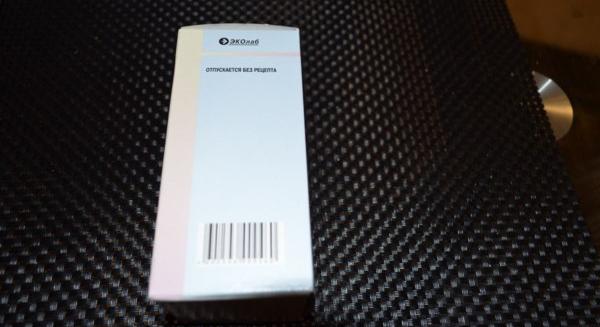 ЭКОлаб
ОТПУСКАЕТСЯ БЕЗ РЕЦЕПТА